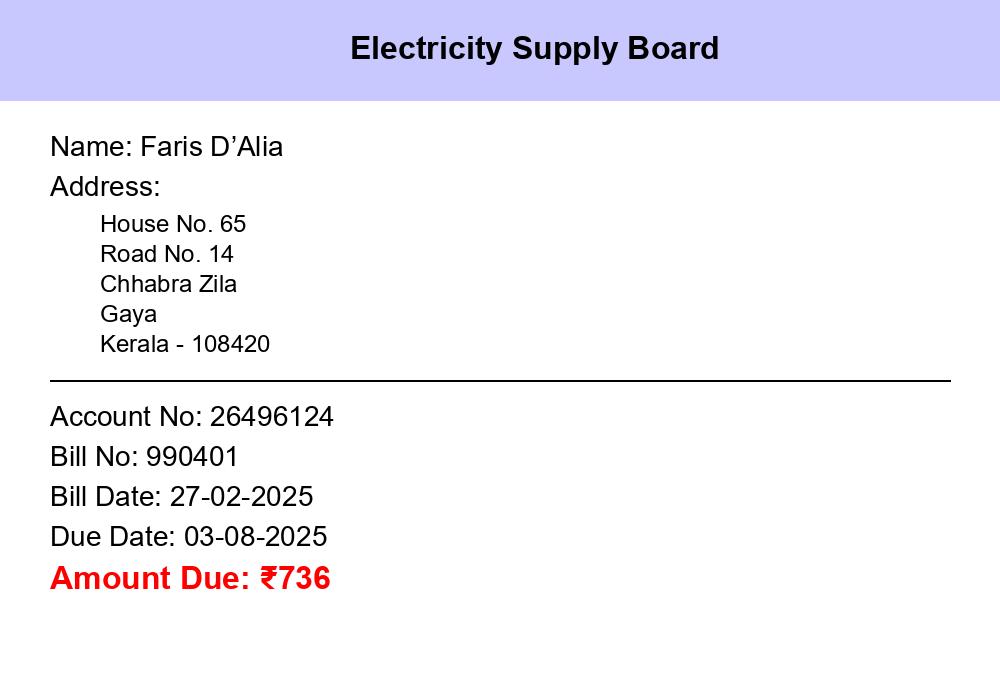 Electricity Supply Board
Name: Faris D’Alia
Address:
House No. 65
Road No. 14
Chhabra Zila
Gaya
Kerala - 108420
Account No: 26496124
Bill No: 990401
Bill Date: 27-02-2025
Due Date: 03-08-2025
Amount Due: ₹736